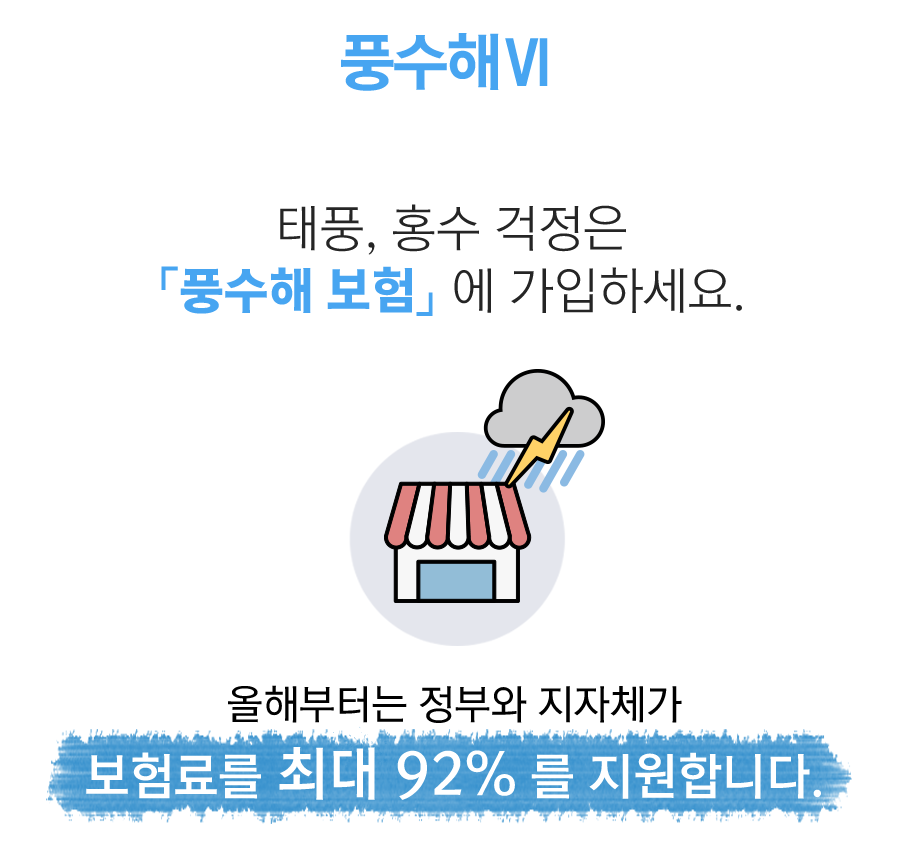 풍수해Ⅵ
태풍, 홍수 걱정은
「풍수해 보험」 에 가입하세요.
올해부터는 정부와 지자체가
보험료를 최대 92% 를 지원합니다.